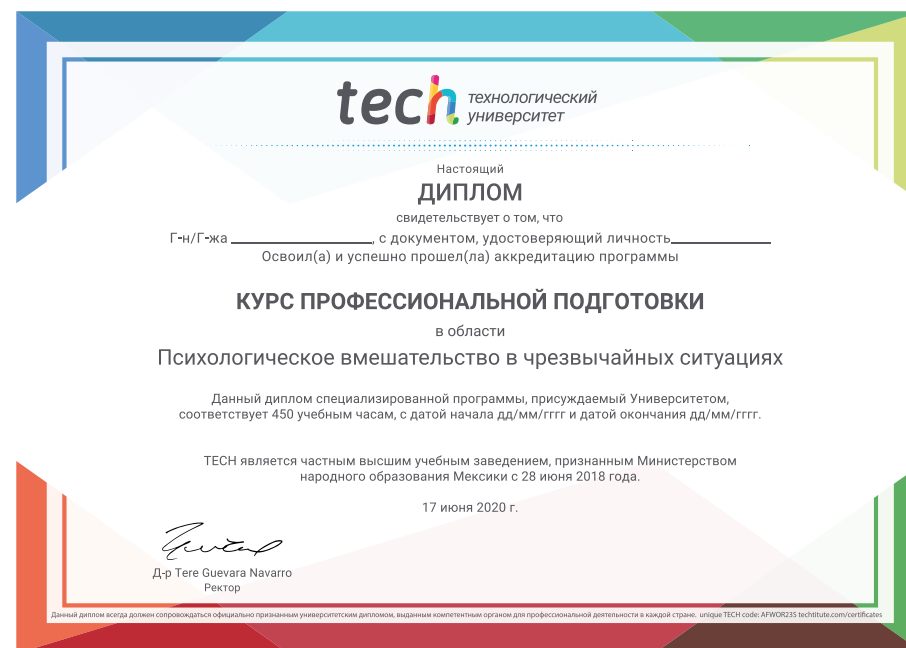 tech технологический университет
Настоящий
ДИПЛОМ
свидетельствует о том, что
Г-н/Г-жа ____________, с документом, удостоверяющий личность____________
Освоил(а) и успешно прошел(ла) аккредитацию программы
КУРС ПРОФЕССИОНАЛЬНОЙ ПОДГОТОВКИ
в области
Психологическое вмешательство в чрезвычайных ситуациях
Данный диплом специализированной программы, присуждаемый Университетом,
соответствует 450 учебным часам, с датой начала дд/мм/гггг и датой окончания дд/мм/гггг.
TECH является частным высшим учебным заведением, признанным Министерством
народного образования Мексики с 28 июня 2018 года.
17 июня 2020 г.
Д-р Tere Guevara Navarro
Ректор
Данный диплом всегда должен сопровождаться официально признанным университетским дипломом, выданным компетентным органом для профессиональной деятельности в каждой стране. unique TECH code: AFWOR23S techtitute.com/certificates